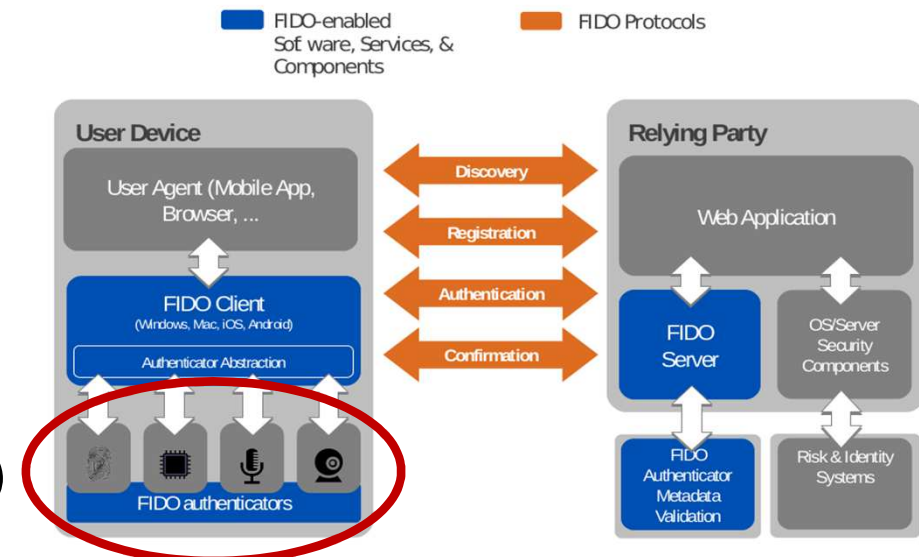 FIDO-enabled
Sof ware, Services, &
Components
FIDO Protocols
User Device
User Agent (Mobile App,
Browser, ...
FIDO Client
(Windows, Mac, iOS, Android)
Authenticator Abstraction
FIDO authenticators
Discovery
Registration
Authentication
Confirmation
Relying Party
Web Application
FIDO
Server
OS/Server
Security
Components
FIDO
Authenticator
Metadata
Validation
Risk & Identity
Systems
)